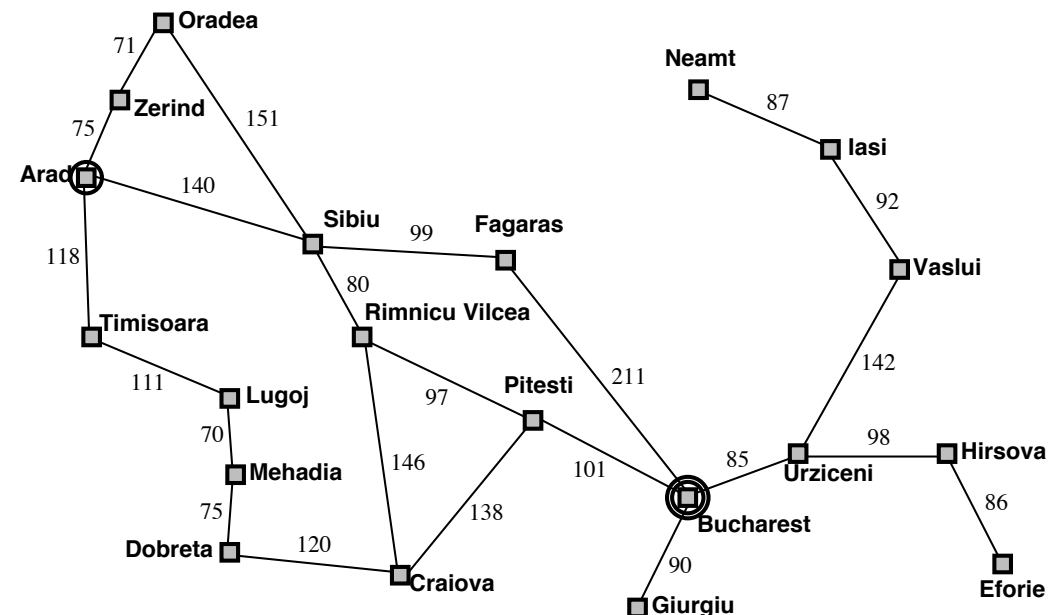 Oradea
71
Neamt
Zerind
87
75
151
Iasi
Arad
140
92
Sibiu
Fagaras
99
118
Vaslui
80
Timisoara
Rimnicu Vilcea
111
142
Lugoj
97
Pitesti
211
70
98
Hirsova
Mehadia
146
101
85
Urziceni
75
138
86
Bucharest
Dobreta
120
90
Craiova
Eforie
Giurgiu